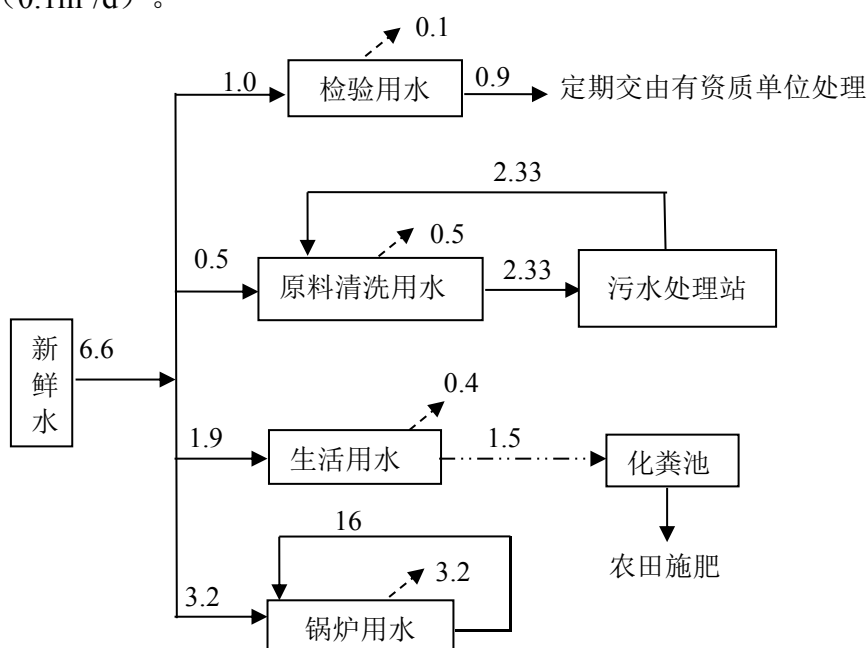 (0.1m³/d)。
0.1
1.0
检验用水
0.9
定期交由有资质单位处理
2.33
0.5
0.5
原料清洗用水
2.33
污水处理站
新鲜水
6.6
0.4
1.9
生活用水
1.5
化粪池
16
农田施肥
3.2
3.2
锅炉用水